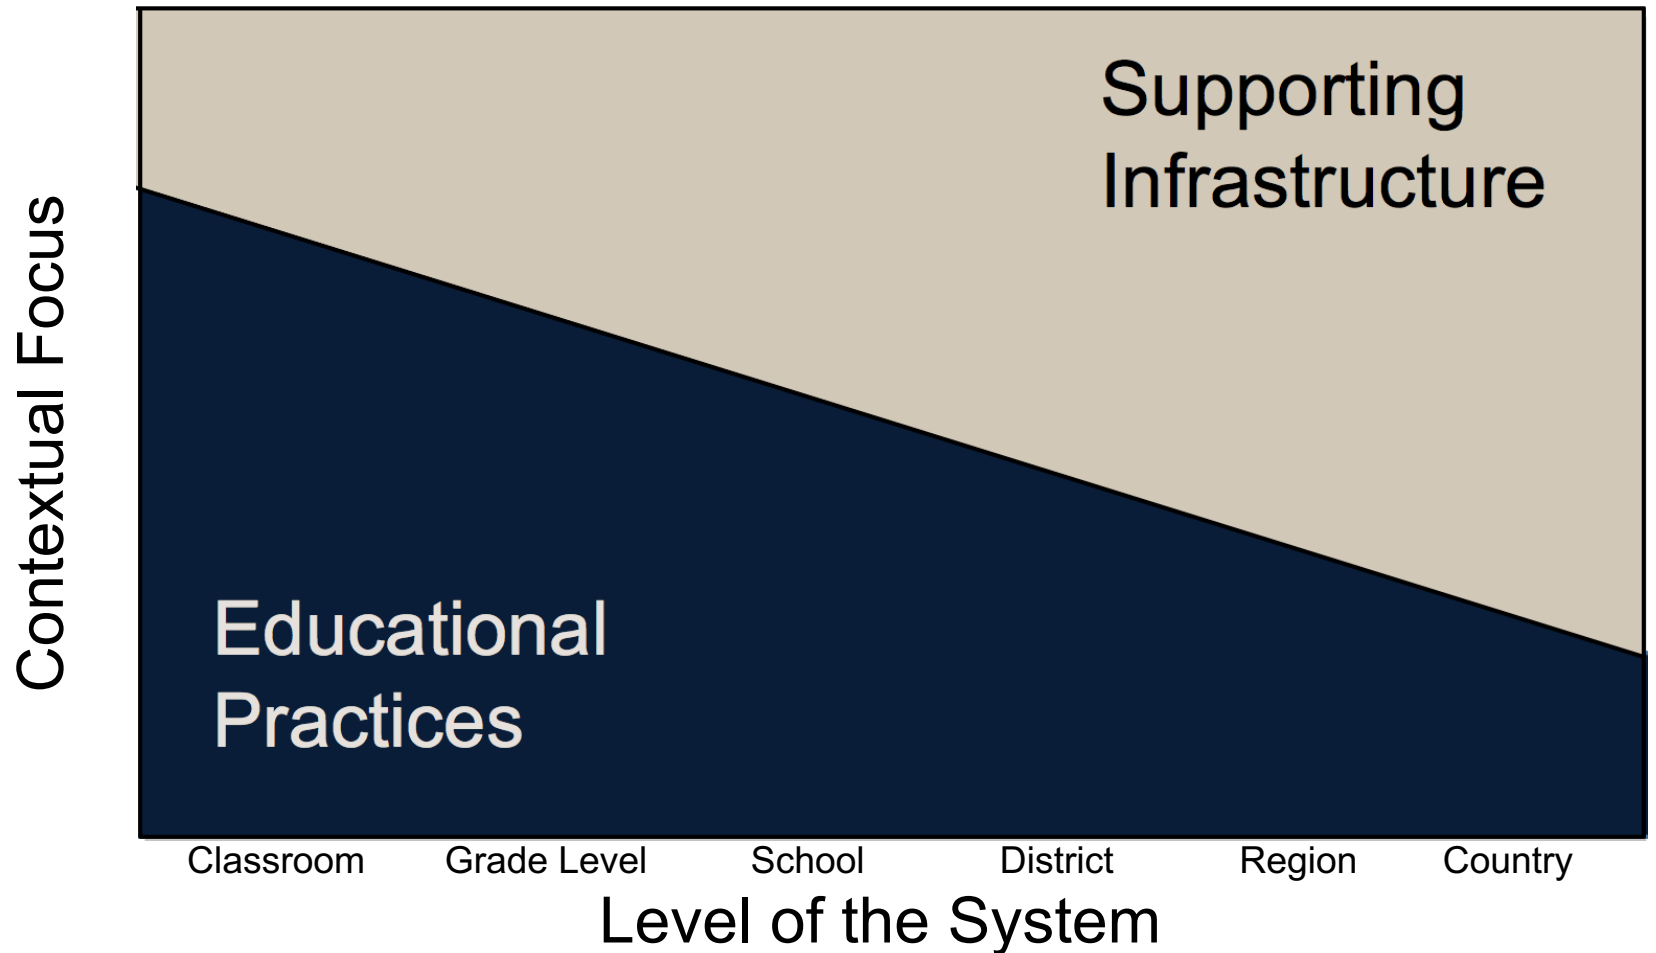 Supporting
Infrastructure
Contextual Focus
Educational
Practices
Classroom Grade Level School District Region Country
Level of the System